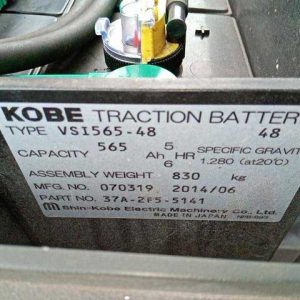 KOBE TRACTION BATTER
TYPE VSI565-48 48
CAPACITY 565 Ah 5/6 HR SPECIFIC GRAVIT
1.280 (at20°C)
ASSEMBLY WEIGHT 830 kg
MFG. NO. 070319 2014/06
PART NO. 37A-2F5-5141
Shin-Kobe Electric Machinery Co., Ltd.
MADE IN JAPAN